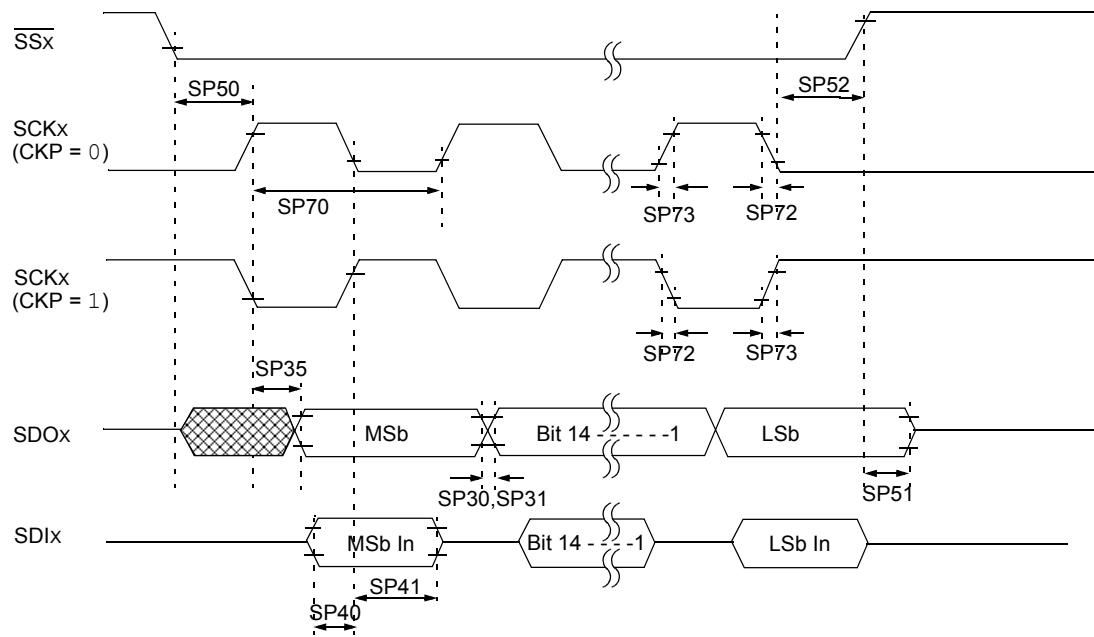 SSx
SP50
SP52
SCKx
(CKP = 0)
SP70
SP73
SP72
SCKx
(CKP = 1)
SP72
SP73
SP35
SDOx
MSb
Bit 14 - - - - - -1
LSb
SP30,SP31
SP51
SDIx
MSb In
Bit 14 - - - -1
LSb In
SP41
SP40